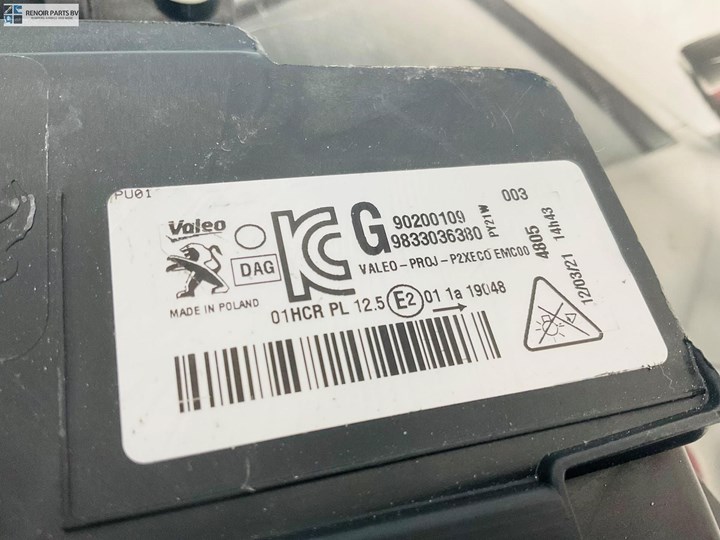 RENOIR PARTS BV
PU01
Valeo
DAG
MADE IN POLAND
KC
G
90200109
9833036380
PY21W
003
VALEO-PROJ-P2XECO EMC00
4805
12/03/21 14h43
01HCR PL 12.5 E2 01 1a 19048